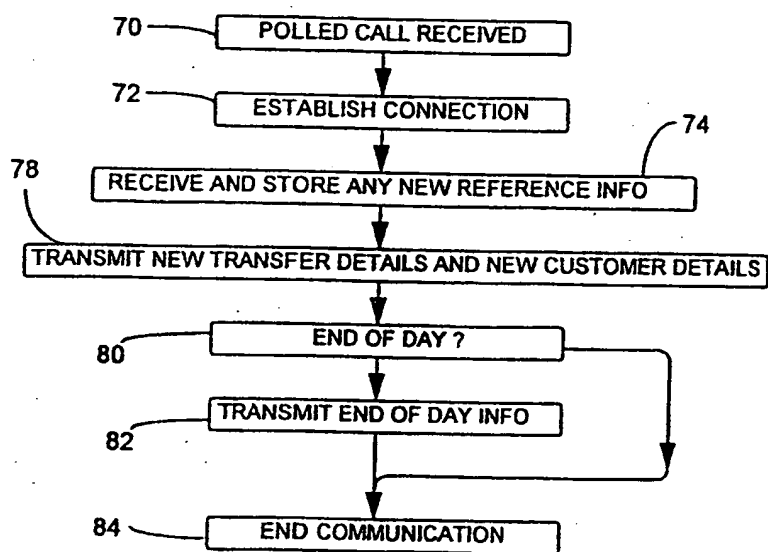 70
POLLED CALL RECEIVED
72
ESTABLISH CONNECTION
74
RECEIVE AND STORE ANY NEW REFERENCE INFO
78
TRANSMIT NEW TRANSFER DETAILS AND NEW CUSTOMER DETAILS
80
END OF DAY ?
82
TRANSMIT END OF DAY INFO
84
END COMMUNICATION